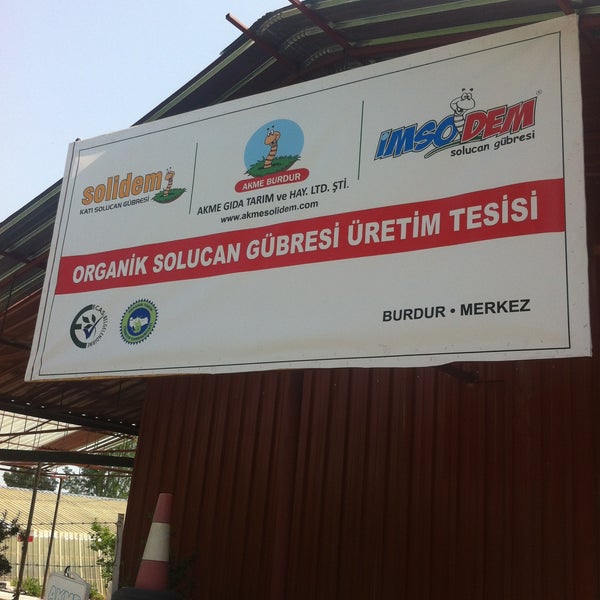 solidem
KATI SOLUCAN GÜBRESİ
AKME BURDUR
AKME GIDA TARIM ve HAY. LTD. ŞTİ.
www.akmesolidem.com
imsodem
solucan gübresi
ORGANİK SOLUCAN GÜBRESİ ÜRETİM TESİSİ
BURDUR • MERKEZ